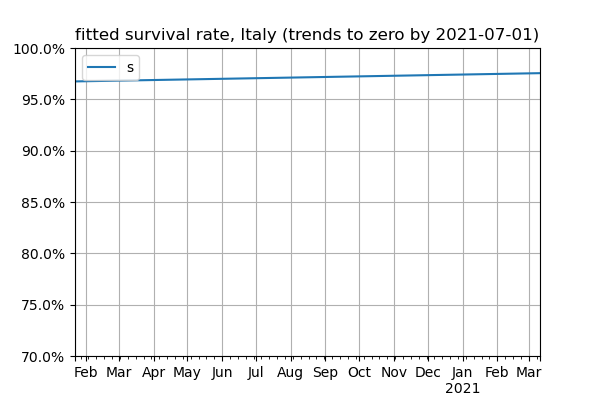 fitted survival rate, Italy (trends to zero by 2021-07-01)
100.0%
s
95.0%
90.0%
85.0%
80.0%
75.0%
70.0%
Feb Mar Apr May Jun Jul Aug Sep Oct Nov Dec Jan Feb Mar
2021